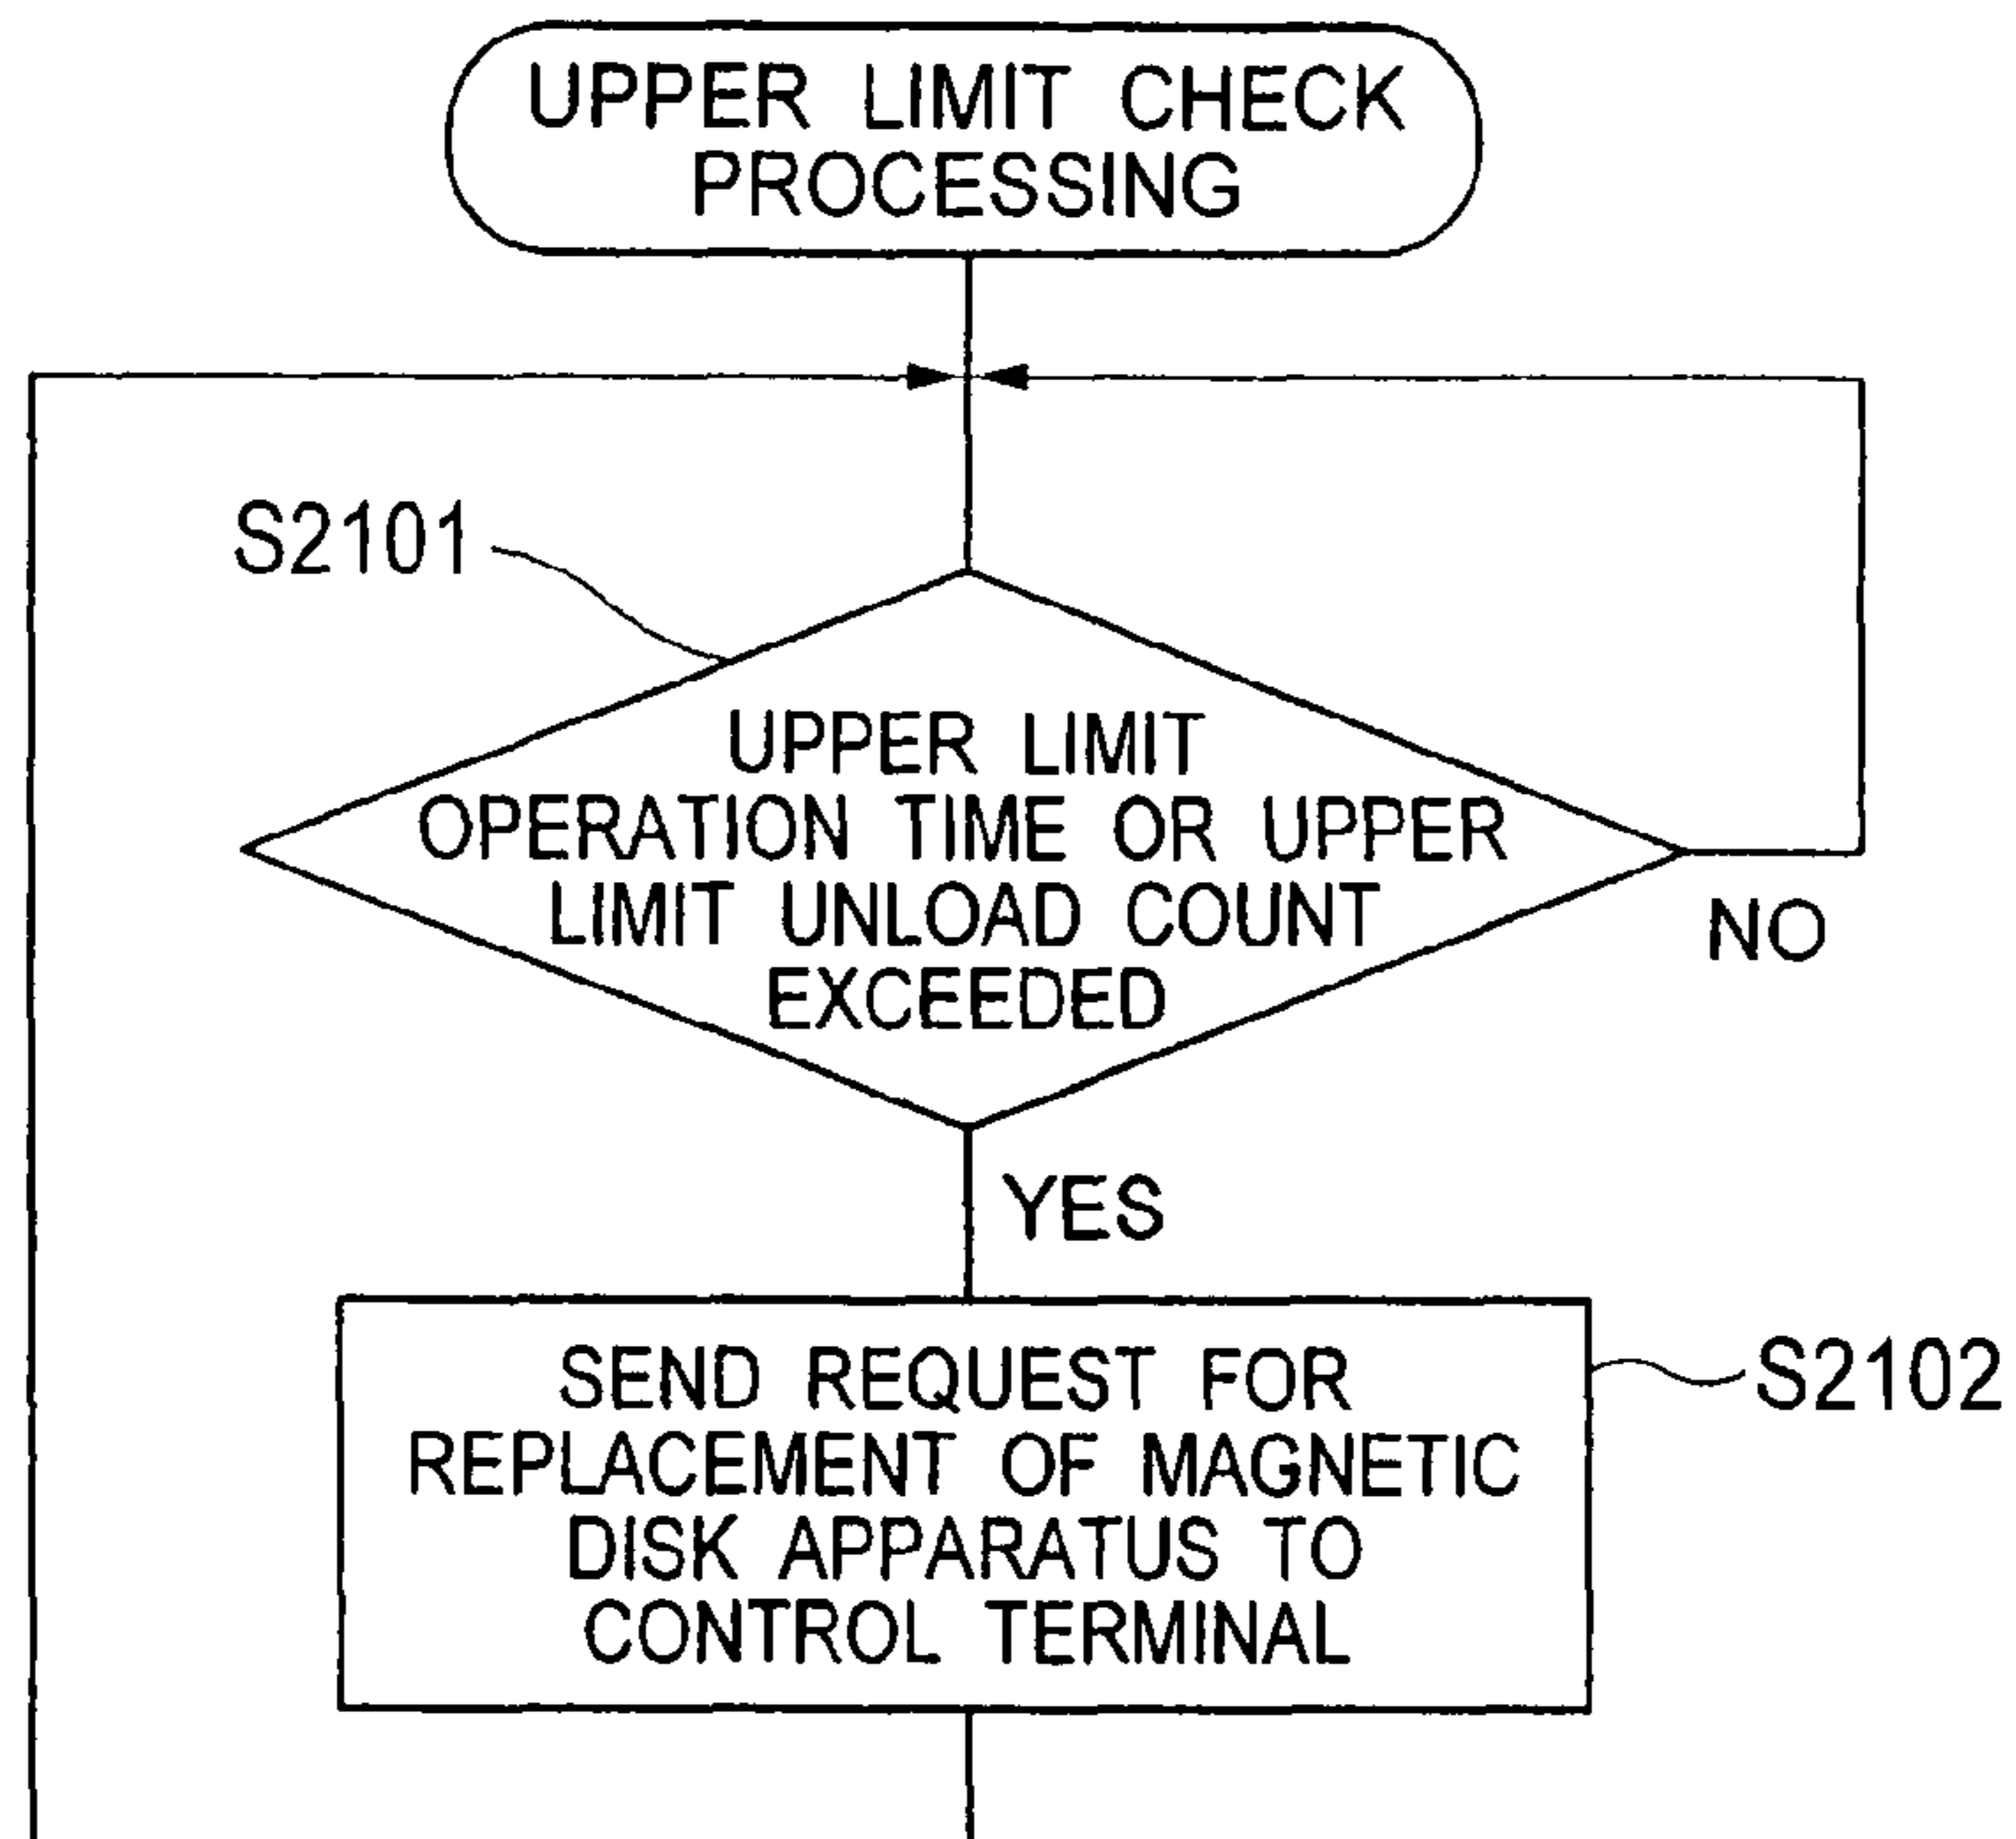 UPPER LIMIT CHECK
PROCESSING
S2101
UPPER LIMIT
OPERATION TIME OR UPPER
LIMIT UNLOAD COUNT
EXCEEDED
NO
YES
SEND REQUEST FOR
REPLACEMENT OF MAGNETIC
DISK APPARATUS TO
CONTROL TERMINAL
S2102